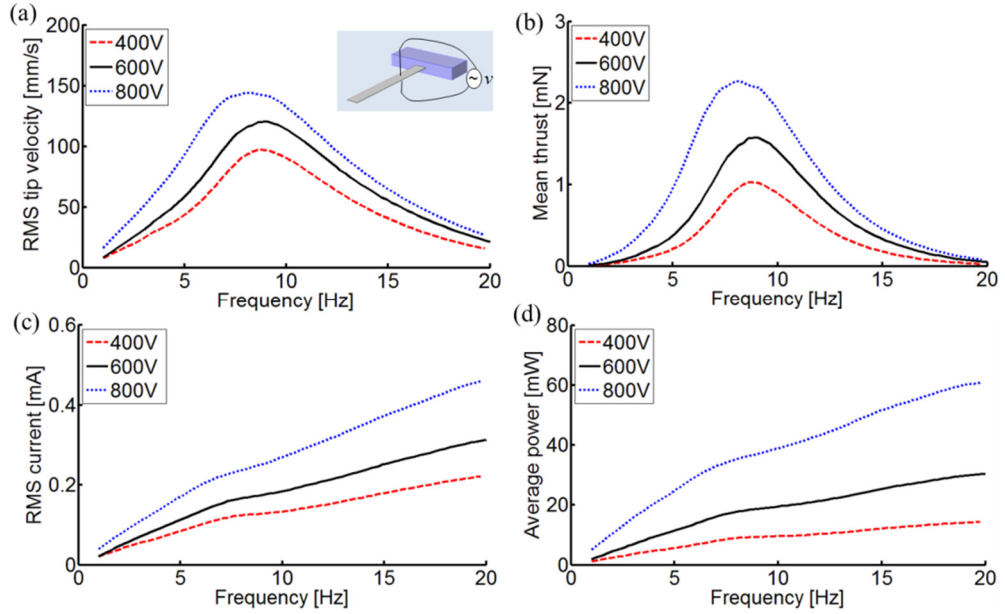 (a)
200
150
100
50
0
RMS tip velocity [mm/s]
400V
600V
800V
~ v
0 5 10 15 20
Frequency [Hz]
(b)
3
2
1
0
Mean thrust [mN]
400V
600V
800V
0 5 10 15 20
Frequency [Hz]
(c)
0.6
0.4
0.2
0
RMS current [mA]
400V
600V
800V
0 5 10 15 20
Frequency [Hz]
(d)
80
60
40
20
0
Average power [mW]
400V
600V
800V
0 5 10 15 20
Frequency [Hz]